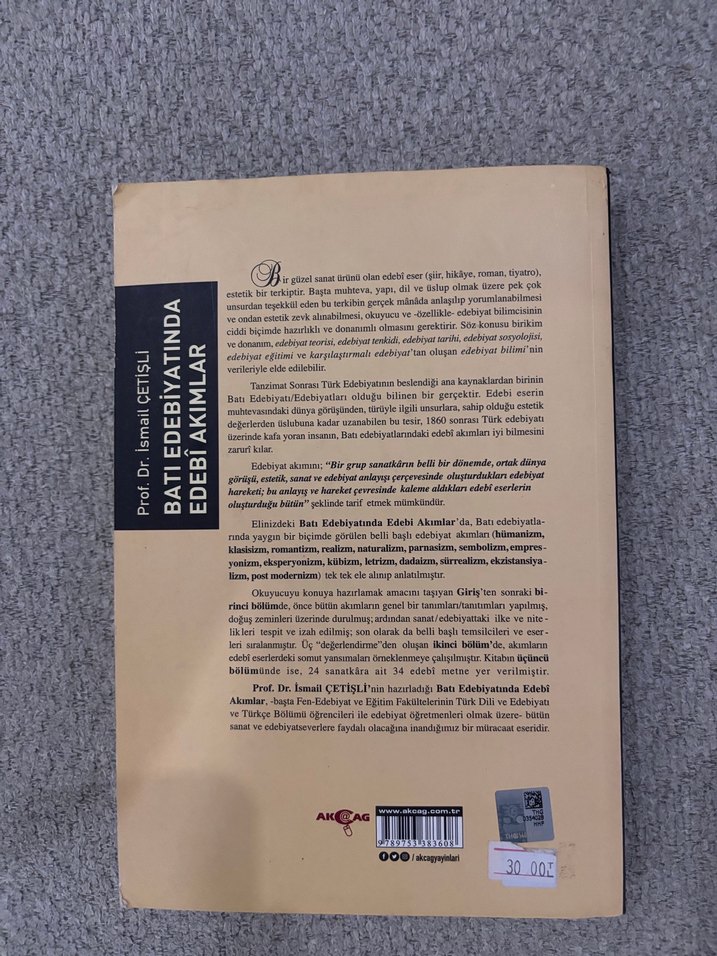 Prof. Dr. İsmail ÇETİŞLİ
BATI EDEBİYATINDA
EDEBÎ AKIMLAR
Bir güzel sanat ürünü olan edebî eser (şiir, hikâye, roman, tiyatro),
estetik bir terkiptir. Başta muhteva, yapı, dil ve üslup olmak üzere pek çok
unsurdan teşekkül eden bu terkibin gerçek mânâda anlaşılıp yorumlanabilmesi
ve ondan estetik zevk alınabilmesi, okuyucu ve -özellikle- edebiyat bilimcisinin
ciddi biçimde hazırlıklı ve donanımlı olmasını gerektirir. Söz konusu birikim
ve donanım, edebiyat teorisi, edebiyat tenkidi, edebiyat tarihi, edebiyat sosyolojisi,
edebiyat eğitimi ve karşılaştırmalı edebiyat'tan oluşan edebiyat bilimi'nin
verileriyle elde edilebilir.
Tanzimat Sonrası Türk Edebiyatının beslendiği ana kaynaklardan birinin
Batı Edebiyatı/Edebiyatları olduğu bilinen bir gerçektir. Edebi eserin
muhtevasındaki dünya görüşünden, türüyle ilgili unsurlara, sahip olduğu estetik
değerlerden üslubuna kadar uzanabilen bu tesir, 1860 sonrası Türk edebiyatı
üzerinde kafa yoran insanın, Batı edebiyatlarındaki edebî akımları iyi bilmesini
zarurî kılar.
Edebiyat akımını; “Bir grup sanatkârın belli bir dönemde, ortak dünya
görüşü, estetik, sanat ve edebiyat anlayışı çerçevesinde oluşturdukları edebiyat
hareketi; bu anlayış ve hareket çevresinde kaleme aldıkları edebî eserlerin
oluşturduğu bütün” şeklinde tarif etmek mümkündür.
Elinizdeki Batı Edebiyatında Edebi Akımlar'da, Batı edebiyatla-
rında yaygın bir biçimde görülen belli başlı edebiyat akımları (hümanizm,
klasisizm, romantizm, realizm, naturalizm, parnasizm, sembolizm, empres-
yonizm, eksperyonizm, kübizm, letrizm, dadaizm, sürrealizm, ekzistansiya-
lizm, post modernizm) tek tek ele alınıp anlatılmıştır.
Okuyucuyu konuya hazırlamak amacını taşıyan Giriş'ten sonraki bi-
rinci bölümde, önce bütün akımların genel bir tanımları/tanıtımları yapılmış,
doğuş zeminleri üzerinde durulmuş; ardından sanat/edebiyattaki ilke ve nite-
likleri tespit ve izah edilmiş; son olarak da belli başlı temsilcileri ve eser-
leri sıralanmıştır. Üç “değerlendirme”den oluşan ikinci bölüm'de, akımların
edebî eserlerdeki somut yansımaları örneklenmeye çalışılmıştır. Kitabın üçüncü
bölümünde ise, 24 sanatkâra ait 34 edebî metne yer verilmiştir.
Prof. Dr. İsmail ÇETİŞLİ'nin hazırladığı Batı Edebiyatında Edebî
Akımlar, -başta Fen-Edebiyat ve Eğitim Fakültelerinin Türk Dili ve Edebiyatı
ve Türkçe Bölümü öğrencileri ile edebiyat öğretmenleri olmak üzere- bütün
sanat ve edebiyatseverlere faydalı olacağına inandığımız bir müracaat eseridir.
AKÇAG
www.akcag.com.tr
9789753383608
/ akcagyayinlari
THG
0354028
HHP
30.00TL